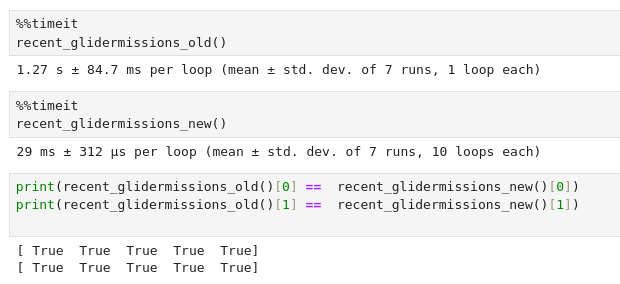 %%timeit
recent_glidermissions_old()
1.27 s ± 84.7 ms per loop (mean ± std. dev. of 7 runs, 1 loop each)
%%timeit
recent_glidermissions_new()
29 ms ± 312 µs per loop (mean ± std. dev. of 7 runs, 10 loops each)
print(recent_glidermissions_old()[0] ==  recent_glidermissions_new()[0])
print(recent_glidermissions_old()[1] ==  recent_glidermissions_new()[1])
[ True  True  True  True  True]
[ True  True  True  True  True]